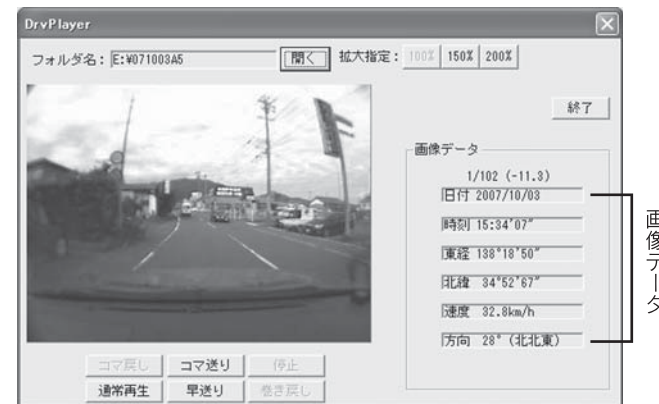 DrvPlayer
フォルダ名： E:¥071003A5 開く 拡大指定： 100% 150% 200%
終了
画像データ
1/102 (-11.3)
日付 2007/10/03
時刻 15:34'07"
東経 138°18'50"
北緯 34°52'67"
速度 32.8km/h
方向 28° (北北東)
画像データ
コマ戻し コマ送り 停止
通常再生 早送り 巻き戻し